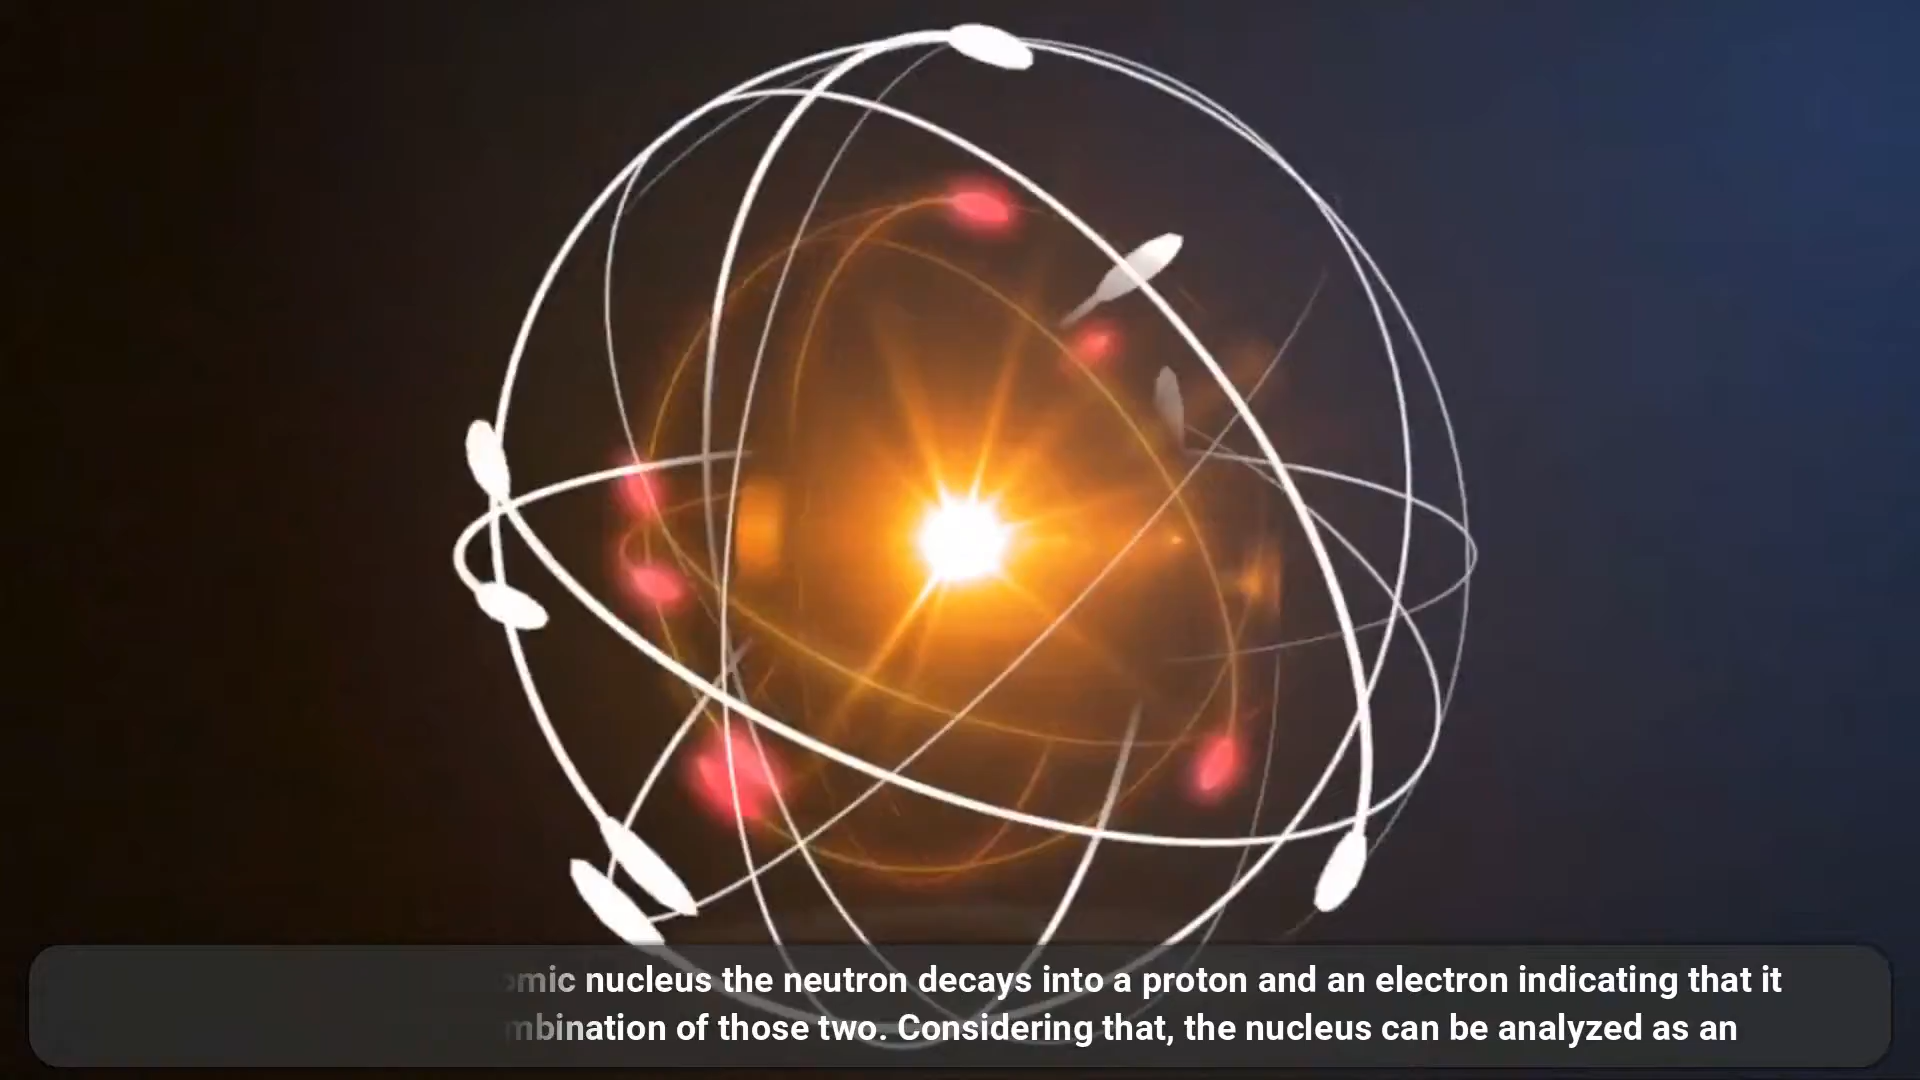 nucleus the neutron decays into a proton and an electron indicating that it
of those two. Considering that, the nucleus can be analyzed as an